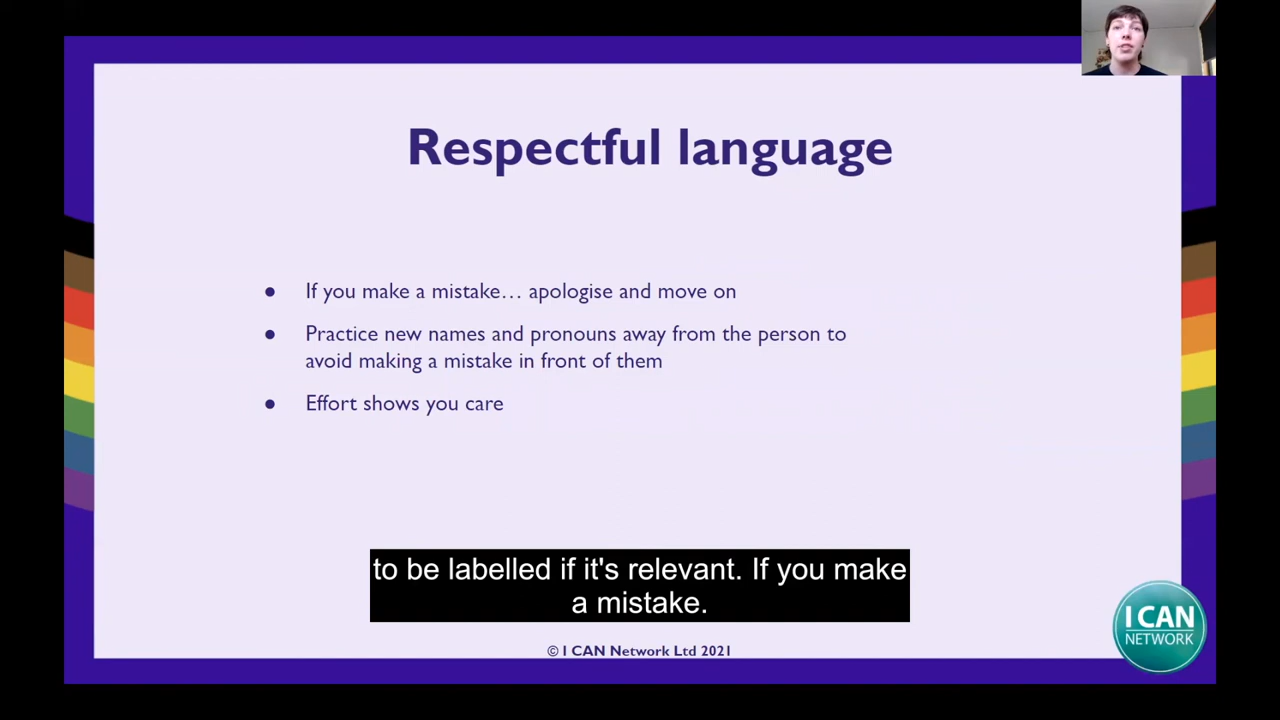 Respectful language
● If you make a mistake… apologise and move on
● Practice new names and pronouns away from the person to
avoid making a mistake in front of them
● Effort shows you care
to be labelled if it's relevant. If you make
a mistake.
© I CAN Network Ltd 2021
I CAN
NETWORK